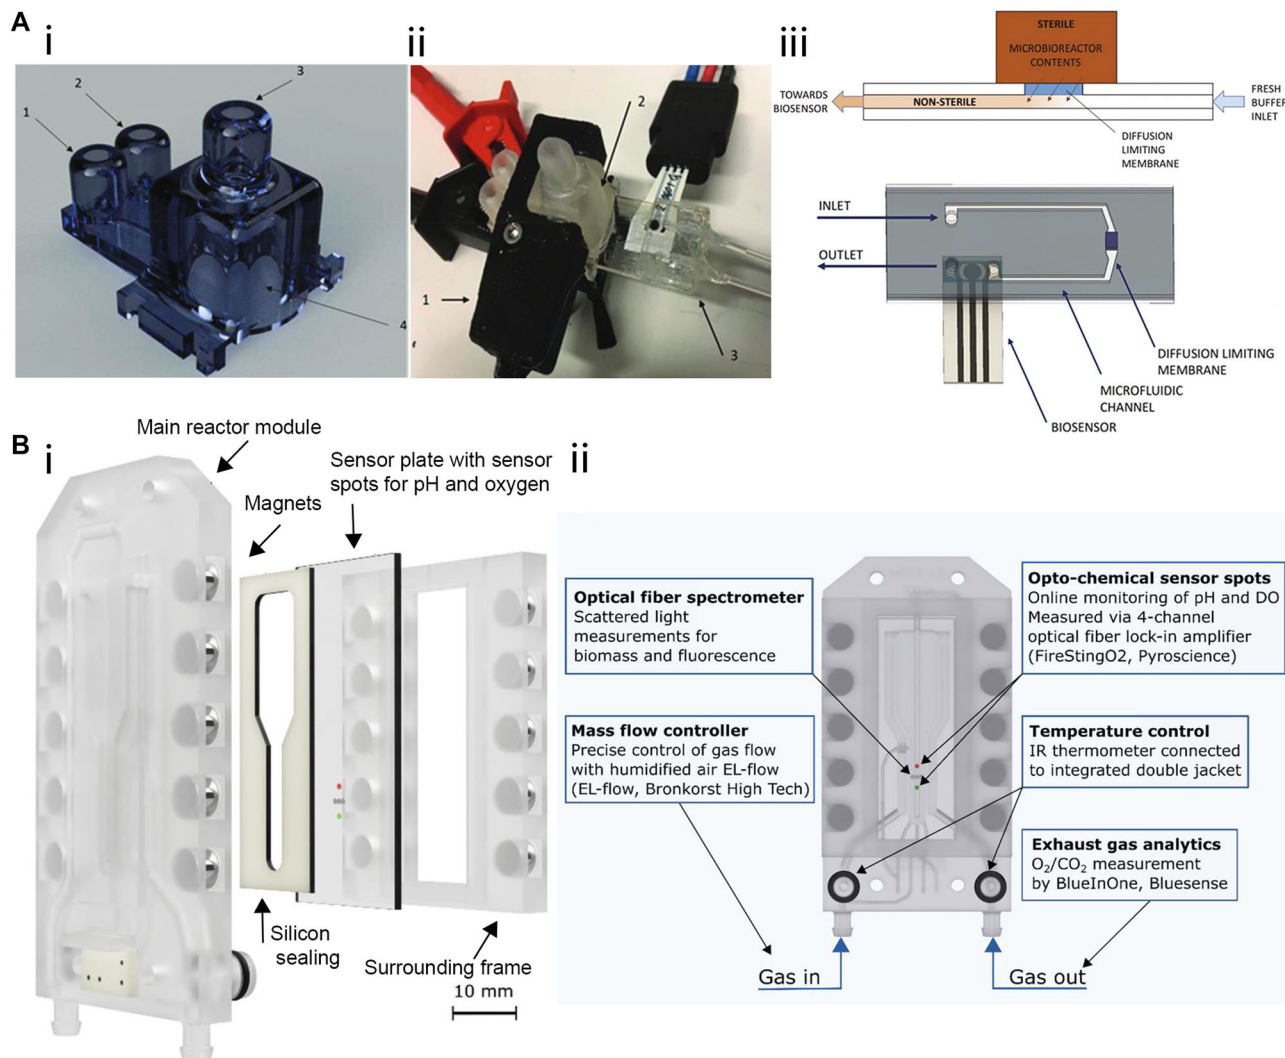 A
i
1
2
3
4
ii
1
2
3
iii
STERILE
MICROBIOREACTOR
CONTENTS
TOWARDS
BIOSENSOR
NON-STERILE
FRESH
BUFFER
INLET
DIFFUSION
LIMITING
MEMBRANE
INLET
OUTLET
DIFFUSION LIMITING
MEMBRANE
MICROFLUIDIC
CHANNEL
BIOSENSOR
B
i
Main reactor module
Sensor plate with sensor
spots for pH and oxygen
Magnets
Silicon
sealing
Surrounding frame
10 mm
ii
Optical fiber spectrometer
Scattered light
measurements for
biomass and fluorescence
Opto-chemical sensor spots
Online monitoring of pH and DO
Measured via 4-channel
optical fiber lock-in amplifier
(FireStingO2, Pyroscience)
Mass flow controller
Precise control of gas flow
with humidified air EL-flow
(EL-flow, Bronkorst High Tech)
Temperature control
IR thermometer connected
to integrated double jacket
Exhaust gas analytics
O₂/CO₂ measurement
by BlueInOne, Bluesense
Gas in
Gas out